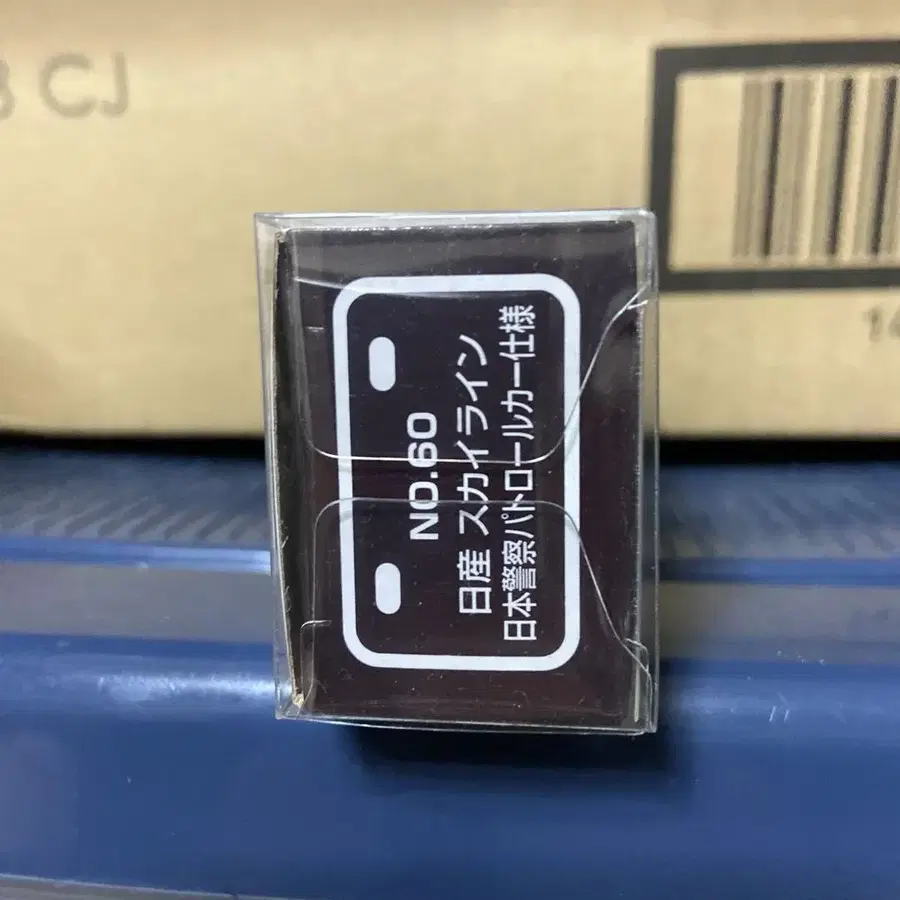 CJ
NO.60
日産 スカイライン
日本警察パトロールカー仕様